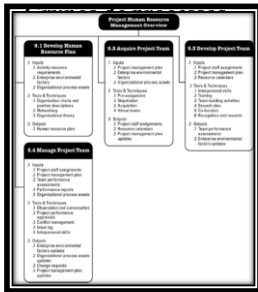 Project Human Resource
Management Overview
9.1 Develop Human
Resource Plan
.1 Inputs
.1 Activity resource
requirements
.2 Enterprise environmental
factors
.3 Organizational process assets
.2 Tools & Techniques
.1 Organization charts and
position descriptions
.2 Networking
.3 Organizational theory
.3 Outputs
.1 Human resource plan
9.2 Acquire Project Team
.1 Inputs
.1 Project management plan
.2 Enterprise environmental
factors
.3 Organizational process assets
.2 Tools & Techniques
.1 Pre-assignment
.2 Negotiation
.3 Acquisition
.4 Virtual teams
.3 Outputs
.1 Project staff assignments
.2 Resource calendars
.3 Project management plan
updates
9.3 Develop Project Team
.1 Inputs
.1 Project staff assignments
.2 Project management plan
.3 Resource calendars
.2 Tools & Techniques
.1 Interpersonal skills
.2 Training
.3 Team-building activities
.4 Ground rules
.5 Co-location
.6 Recognition and rewards
.3 Outputs
.1 Team performance
assessments
.2 Enterprise environmental
factors updates
9.4 Manage Project Team
.1 Inputs
.1 Project staff assignments
.2 Project management plan
.3 Team performance
assessments
.4 Performance reports
.5 Organizational process assets
.2 Tools & Techniques
.1 Observation and conversation
.2 Project performance
appraisals
.3 Conflict management
.4 Issue log
.5 Interpersonal skills
.3 Outputs
.1 Enterprise environmental
factors updates
.2 Organizational process assets
updates
.3 Change requests
.4 Project management plan
updates